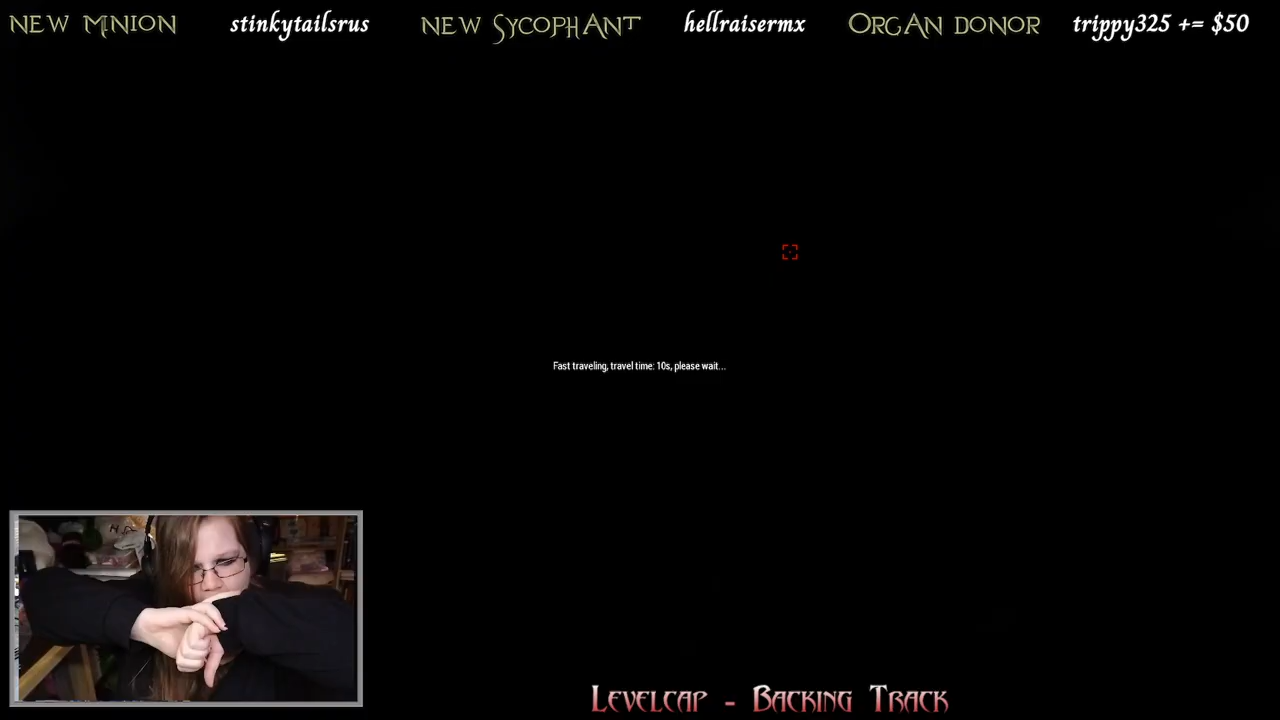 NEW MINION stinkytailsrus NEW SYCOPHANT hellraisermx ORGAN DONOR trippy325 += $50
Fast traveling, travel time: 10s, please wait...
LEVELCAP - BACKING TRACK